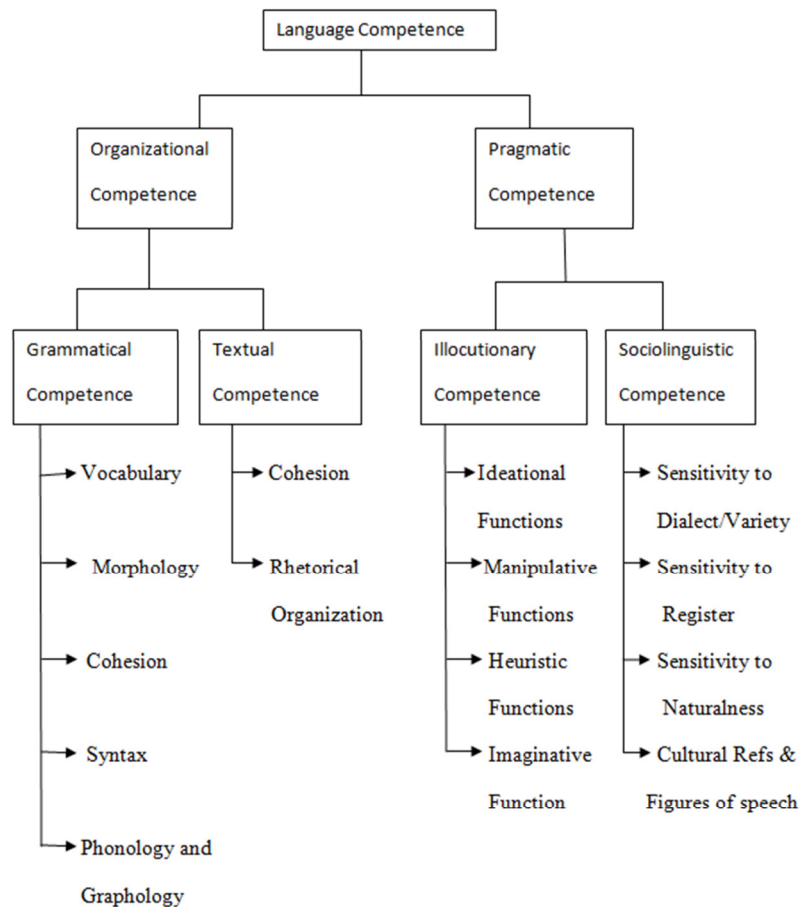 Language Competence
Organizational
Competence
Pragmatic
Competence
Grammatical
Competence
Textual
Competence
Illocutionary
Competence
Sociolinguistic
Competence
Vocabulary
Morphology
Cohesion
Syntax
Phonology and
Graphology
Cohesion
Rhetorical
Organization
Ideational
Functions
Manipulative
Functions
Heuristic
Functions
Imaginative
Function
Sensitivity to
Dialect/Variety
Sensitivity to
Register
Sensitivity to
Naturalness
Cultural Refs &
Figures of speech